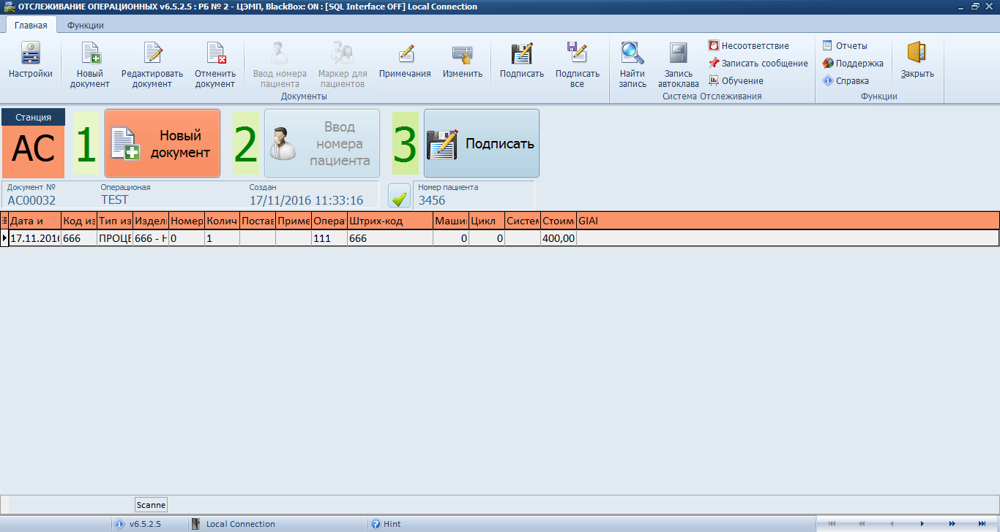 ОТСЛЕЖИВАНИЕ ОПЕРАЦИОННЫХ v6.5.2.5 : РБ № 2 - ЦЭМП, BlackBox: ON : [SQL Interface OFF] Local Connection
Главная Функции
Настройки
Новый документ
Редактировать документ
Отменить документ
Ввод номера пациента
Маркер для пациентов
Примечания
Изменить
Подписать
Подписать все
Документы
Найти запись
Запись автоклава
Несоответствие
Записать сообщение
Обучение
Система Отслеживания
Отчеты
Поддержка
Справка
Закрыть
Функции
Станция
AC
1
Новый
документ
2
Ввод
номера
пациента
3
Подписать
Документ № Операционая Создан Номер пациента
AC00032 TEST 17/11/2016 11:33:16 3456
Дата и Код из Тип из Издели Номер Колич Постав Приме Операт Штрих-код Машин Цикл Систем Стоим GIAI
17.11.2016 666 ПРОЦЕ 666 - Н 0 1 111 666 0 0 400,00
Scanne
v6.5.2.5 Local Connection Hint